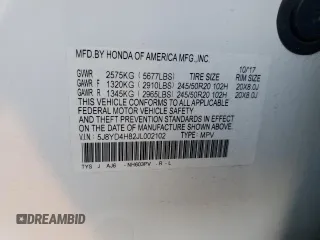 MFD.BY HONDA OF AMERICA MFG.,INC.
10/17
GVWR 2575KG (5677LBS) TIRE SIZE RIM SIZE
GAWR F 1320KG (2910LBS) 245/50R20 102H 20X8.0J
GAWR R 1345KG (2965LBS) 245/50R20 102H 20X8.0J
THIS VEHICLE CONFORMS TO ALL APPLICABLE
FEDERAL MOTOR VEHICLE SAFETY AND THEFT
PREVENTION STANDARDS IN EFFECT ON THE
DATE OF MANUFACTURE SHOWN ABOVE.
V.I.N: 5J8YD4H82JL002102 TYPE: MPV
TYS J AJ6 NH603PV R - L